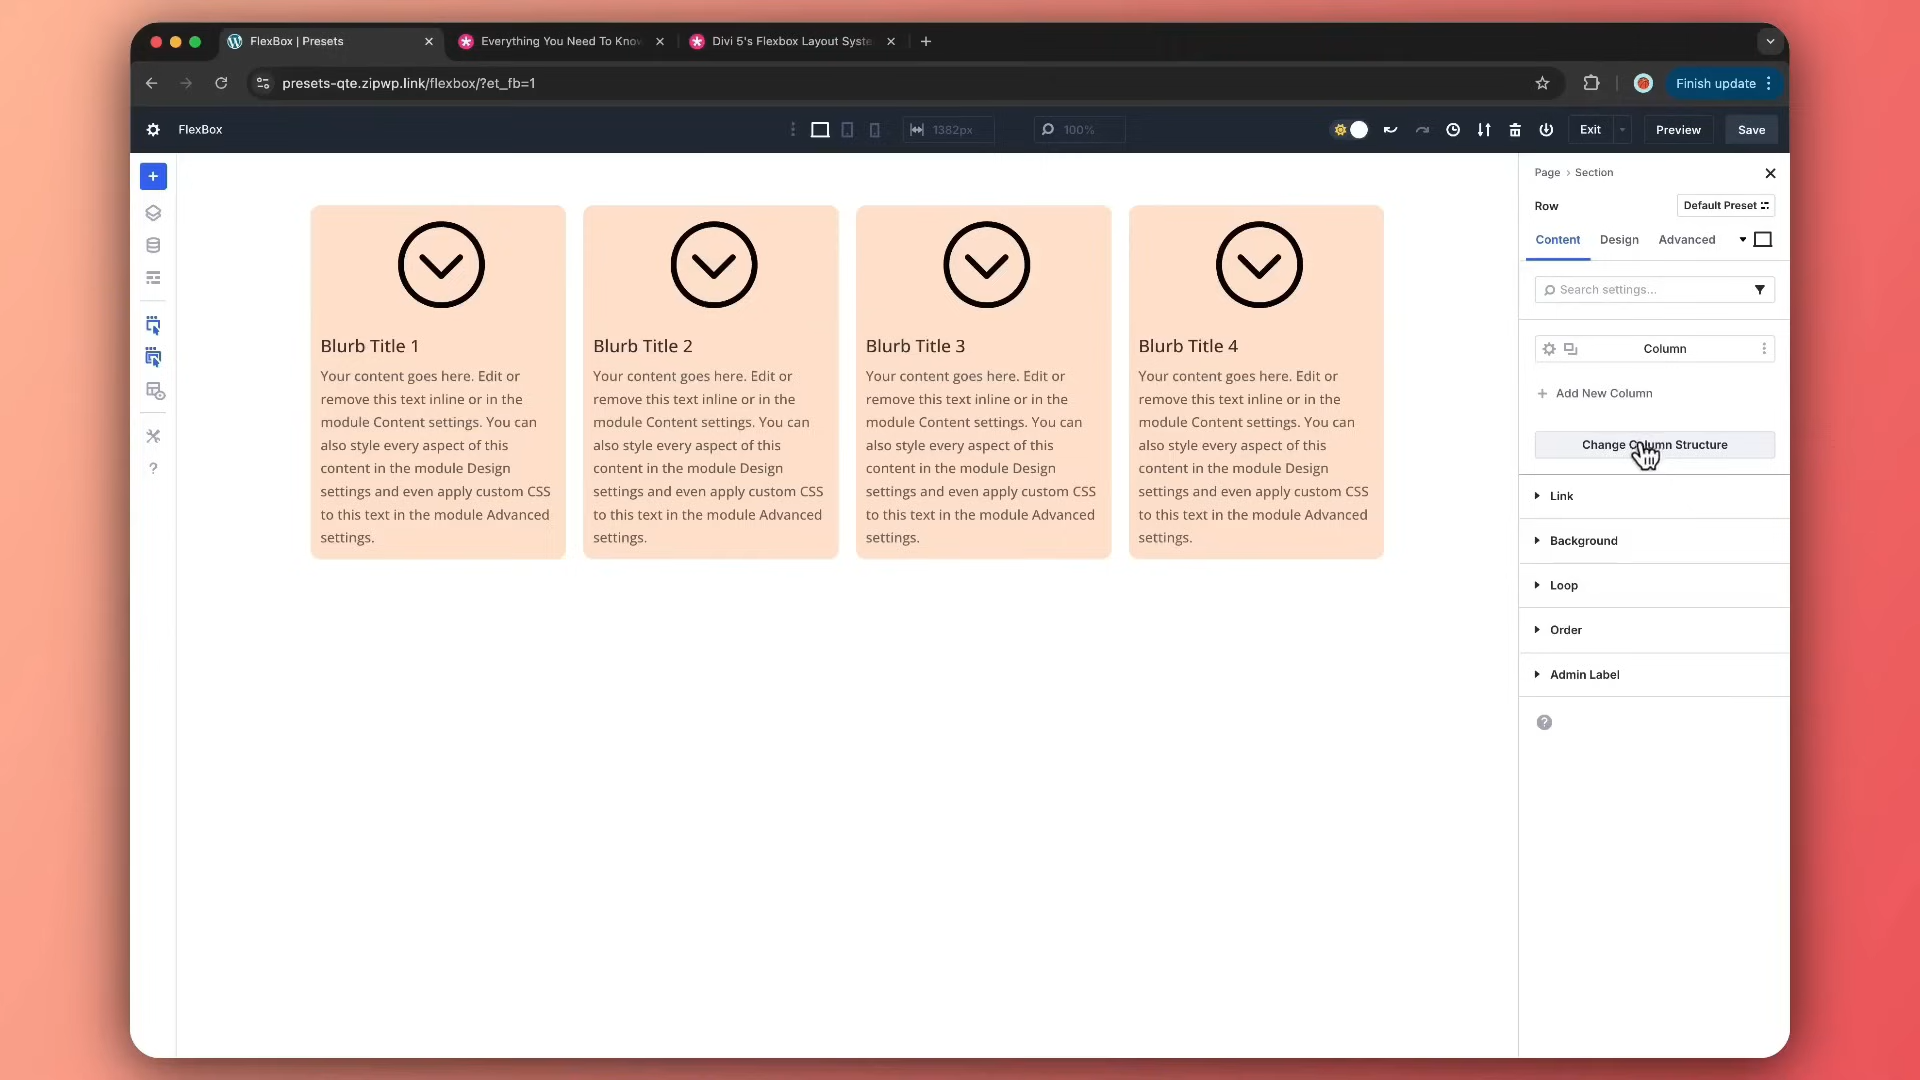 FlexBox | Presets
Everything You Need To Know
Divi 5's Flexbox Layout Syste
presets-qte.zipwp.link/flexbox/?et_fb=1
Finish update
FlexBox
1382px
100%
Exit
Preview
Save
Page › Section
Row
Default Preset
Content
Design
Advanced
Search settings...
Column
+ Add New Column
Change Column Structure
Link
Background
Loop
Order
Admin Label
Blurb Title 1
Your content goes here. Edit or
remove this text inline or in the
module Content settings. You can
also style every aspect of this
content in the module Design
settings and even apply custom CSS
to this text in the module Advanced
settings.
Blurb Title 2
Your content goes here. Edit or
remove this text inline or in the
module Content settings. You can
also style every aspect of this
content in the module Design
settings and even apply custom CSS
to this text in the module Advanced
settings.
Blurb Title 3
Your content goes here. Edit or
remove this text inline or in the
module Content settings. You can
also style every aspect of this
content in the module Design
settings and even apply custom CSS
to this text in the module Advanced
settings.
Blurb Title 4
Your content goes here. Edit or
remove this text inline or in the
module Content settings. You can
also style every aspect of this
content in the module Design
settings and even apply custom CSS
to this text in the module Advanced
settings.